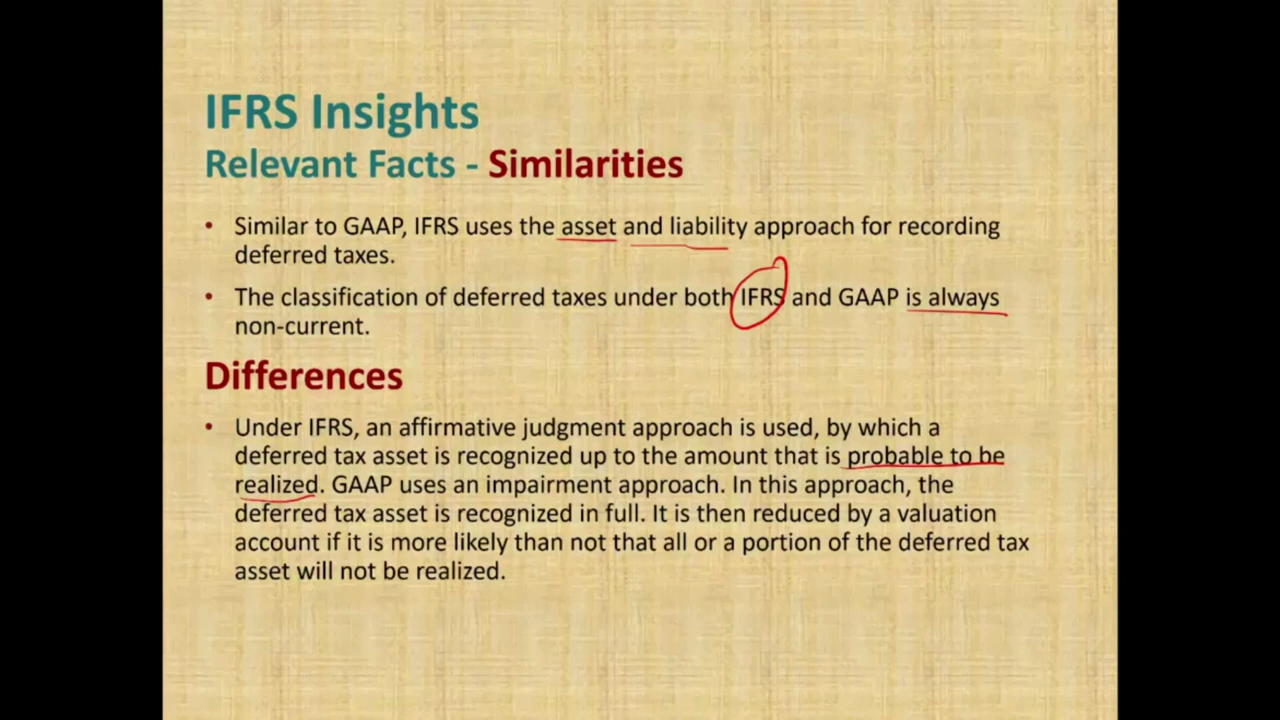 IFRS Insights
Relevant Facts - Similarities
• Similar to GAAP, IFRS uses the asset and liability approach for recording
deferred taxes.
• The classification of deferred taxes under both IFRS and GAAP is always
non-current.
Differences
• Under IFRS, an affirmative judgment approach is used, by which a
deferred tax asset is recognized up to the amount that is probable to be
realized. GAAP uses an impairment approach. In this approach, the
deferred tax asset is recognized in full. It is then reduced by a valuation
account if it is more likely than not that all or a portion of the deferred tax
asset will not be realized.